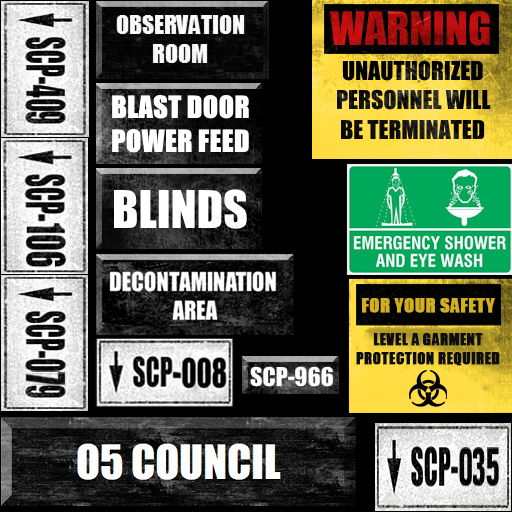 SCP-409
SCP-106
SCP-079
OBSERVATION
ROOM
BLAST DOOR
POWER FEED
BLINDS
DECONTAMINATION
AREA
SCP-008
SCP-966
WARNING
UNAUTHORIZED
PERSONNEL WILL
BE TERMINATED
EMERGENCY SHOWER
AND EYE WASH
FOR YOUR SAFETY
LEVEL A GARMENT
PROTECTION REQUIRED
05 COUNCIL
SCP-035